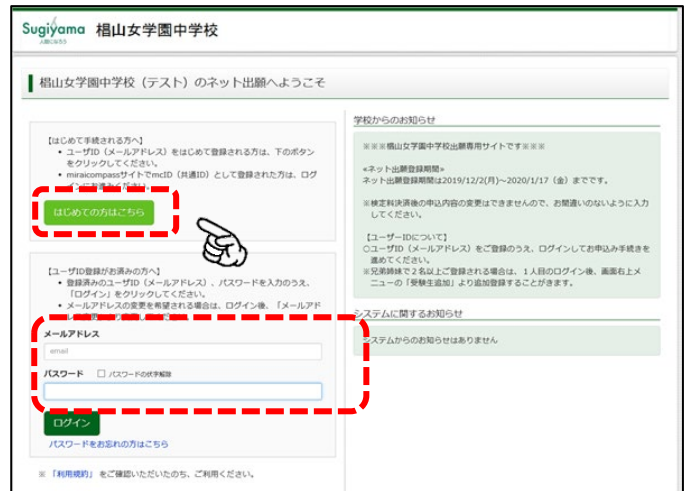 Sugiyama 椙山女学園中学校
人間になろう
椙山女学園中学校（テスト）のネット出願へようこそ
【はじめて手続される方へ】
• ユーザID（メールアドレス）をはじめて登録される方は、下のボタン
をクリックしてください。
• miraicompassサイトでmcID（共通ID）として登録された方は、ログ
インにお進みください。
はじめての方はこちら
【ユーザID登録がお済みの方へ】
• 登録済みのユーザID（メールアドレス）、パスワードを入力のうえ、
「ログイン」をクリックしてください。
• メールアドレスの変更を希望される場合は、ログイン後、「メールアド
メールアドレス
email
パスワード □ パスワードの伏字解除
ログイン
パスワードをお忘れの方はこちら
※ 「利用規約」 をご確認いただいたのち、ご利用ください。
学校からのお知らせ
※※※椙山女学園中学校出願専用サイトです※※※
«ネット出願登録期間»
ネット出願登録期間は2019/12/2(月)～2020/1/17（金）までです。
※検定料決済後の申込内容の変更はできませんので、お間違いのないように入力
してください。
【ユーザーIDについて】
○ユーザID（メールアドレス）をご登録のうえ、ログインしてお申込み手続きを
進めてください。
※兄弟姉妹で２名以上ご登録される場合は、１人目のログイン後、画面右上メ
ニューの「受験生追加」より追加登録することがきます。
システムに関するお知らせ
システムからのお知らせはありません